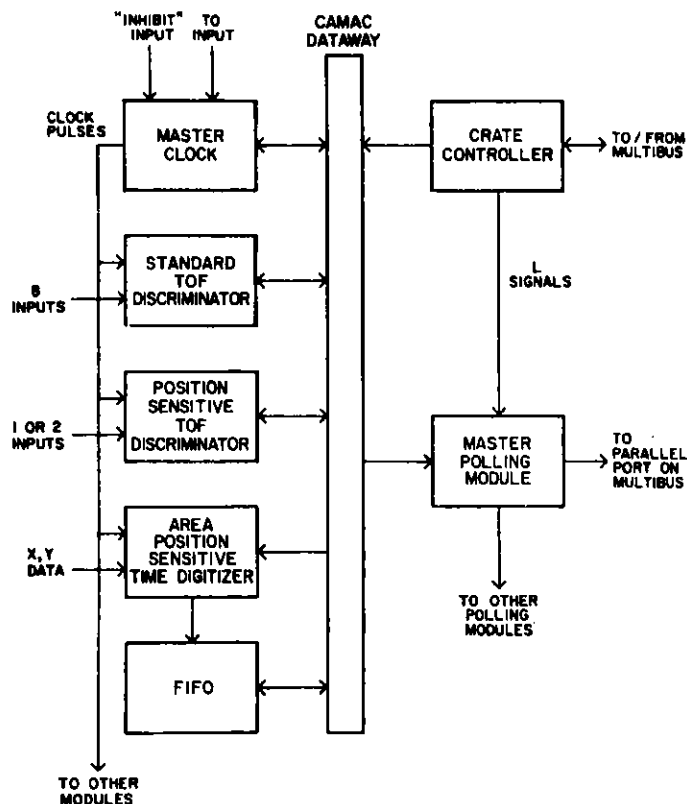 "INHIBIT"
INPUT
TO
INPUT
CAMAC
DATAWAY
CLOCK
PULSES
MASTER
CLOCK
CRATE
CONTROLLER
TO / FROM
MULTIBUS
STANDARD
TOF
DISCRIMINATOR
8
INPUTS
L
SIGNALS
POSITION
SENSITIVE
TOF
DISCRIMINATOR
1 OR 2
INPUTS
MASTER
POLLING
MODULE
TO
PARALLEL
PORT ON
MULTIBUS
AREA
POSITION
SENSITIVE
TIME DIGITIZER
X, Y
DATA
TO OTHER
POLLING
MODULES
FIFO
TO OTHER
MODULES